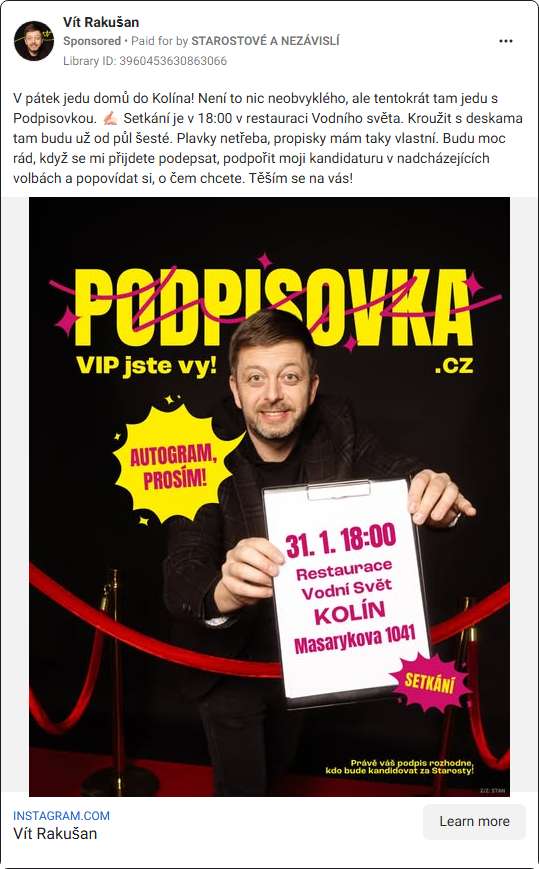 Vít Rakušan
Sponsored • Paid for by STAROSTOVÉ A NEZÁVISLÍ
Library ID: 3960453630863066
V pátek jedu domů do Kolína! Není to nic neobvyklého, ale tentokrát tam jedu s
Podpisovkou. ✍🏻 Setkání je v 18:00 v restauraci Vodního světa. Kroužit s deskama
tam budu už od půl šesté. Plavky netřeba, propisky mám taky vlastní. Budu moc
rád, když se mi přijdete podepsat, podpořit moji kandidaturu v nadcházejících
volbách a popovídat si, o čem chcete. Těším se na vás!
PODPISOVKA
VIP jste vy!
.CZ
AUTOGRAM,
PROSÍM!
31. 1. 18:00
Restaurace
Vodní Svět
KOLÍN
Masarykova 1041
SETKÁNÍ
Právě váš podpis rozhodne,
kdo bude kandidovat za Starosty!
Z/Z: STAN
INSTAGRAM.COM
Vít Rakušan
Learn more